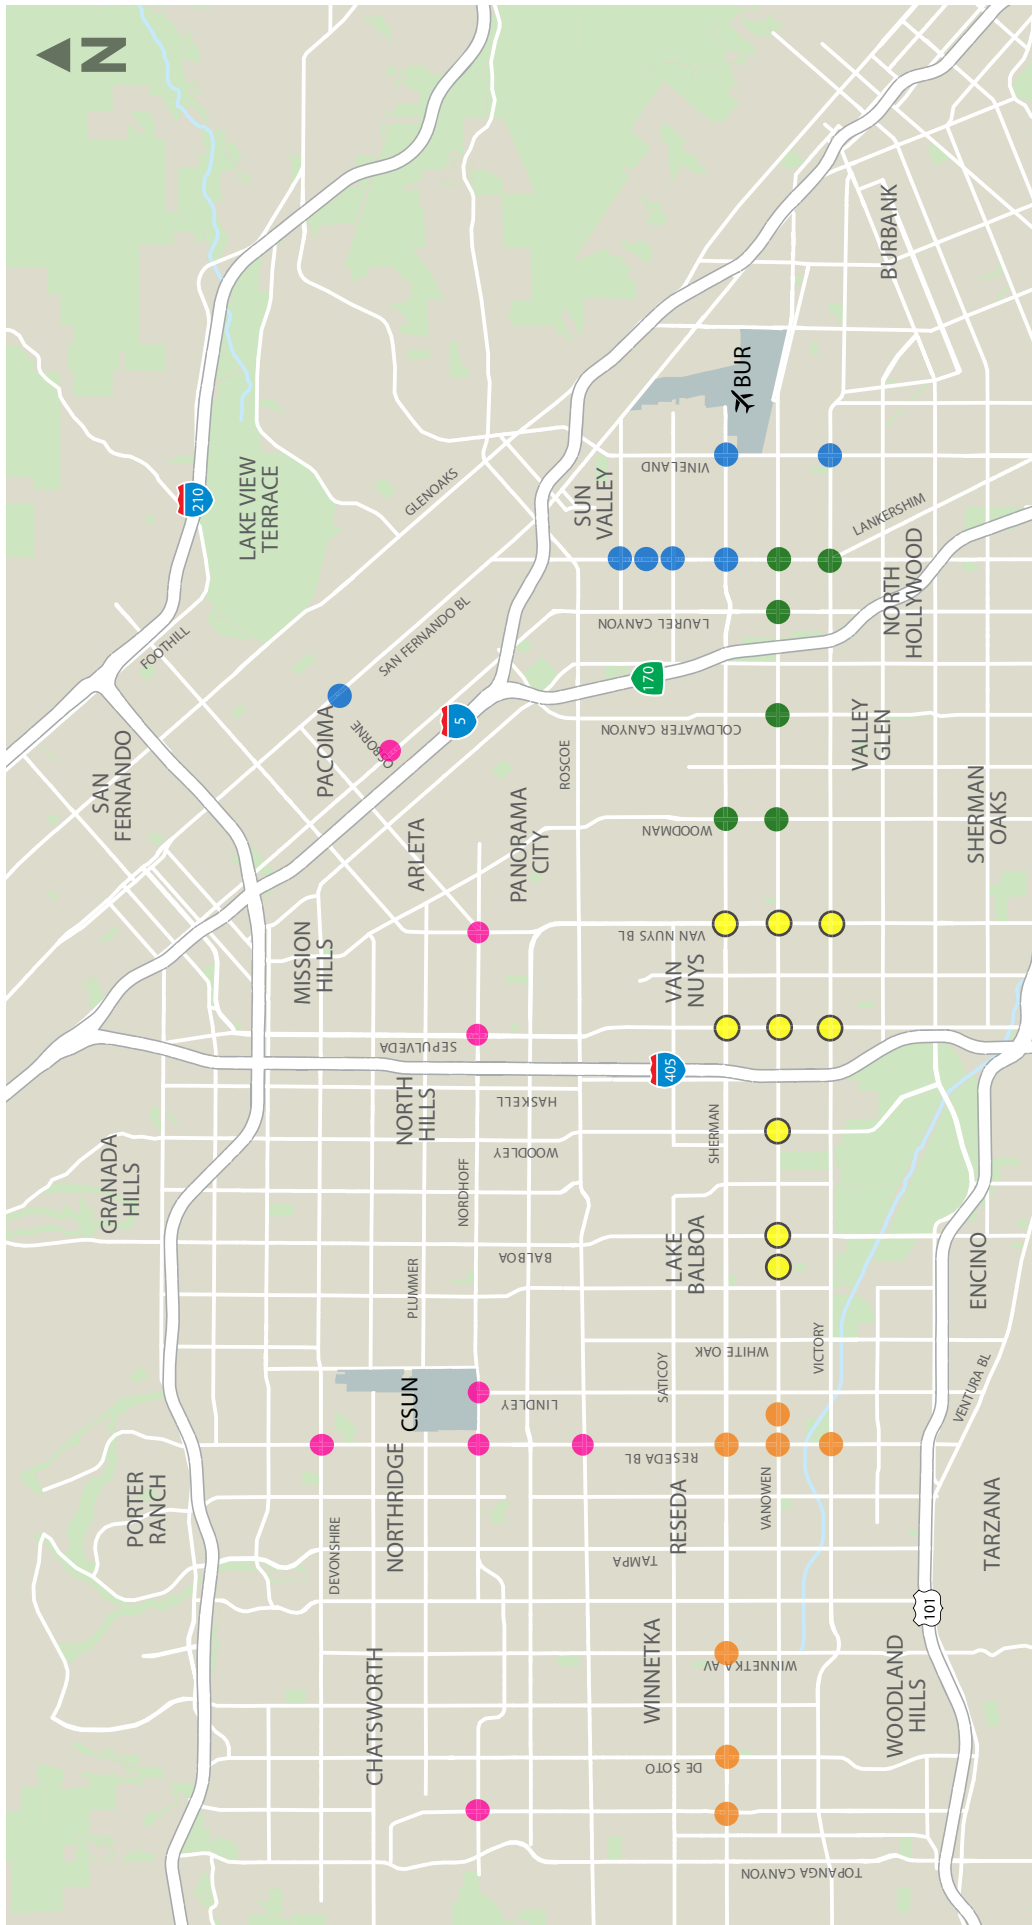 N
PORTER
RANCH
GRANADA
HILLS
SAN
FERNANDO
FOOTHILL
210
LAKE VIEW
TERRACE
CHATSWORTH
DEVONSHIRE
NORTHRIDGE
CSUN
PLUMMER
NORDHOFF
MISSION
HILLS
NORTH
HILLS
SEPULVEDA
HASKELL
WOODLEY
BALBOA
LINDLEY
ARLETA
PACOIMA
OSBORNE
SAN FERNANDO BL
GLENOAKS
5
PANORAMA
CITY
ROSCOE
SUN
VALLEY
WINNETKA
DE SOTO
TAMPA
RESEDA BL
RESEDA
SATICOY
WHITE OAK
LAKE
BALBOA
405
VAN
NUYS
VAN NUYS BL
WOODMAN
COLDWATER CANYON
170
LAUREL CANYON
VINELAND
BUR
TOPANGA CANYON
WINNETKA AV
VANOWEN
SHERMAN
VICTORY
LANKERSHIM
BURBANK
WOODLAND
HILLS
101
TARZANA
VENTURA BL
ENCINO
SHERMAN
OAKS
VALLEY
GLEN
NORTH
HOLLYWOOD